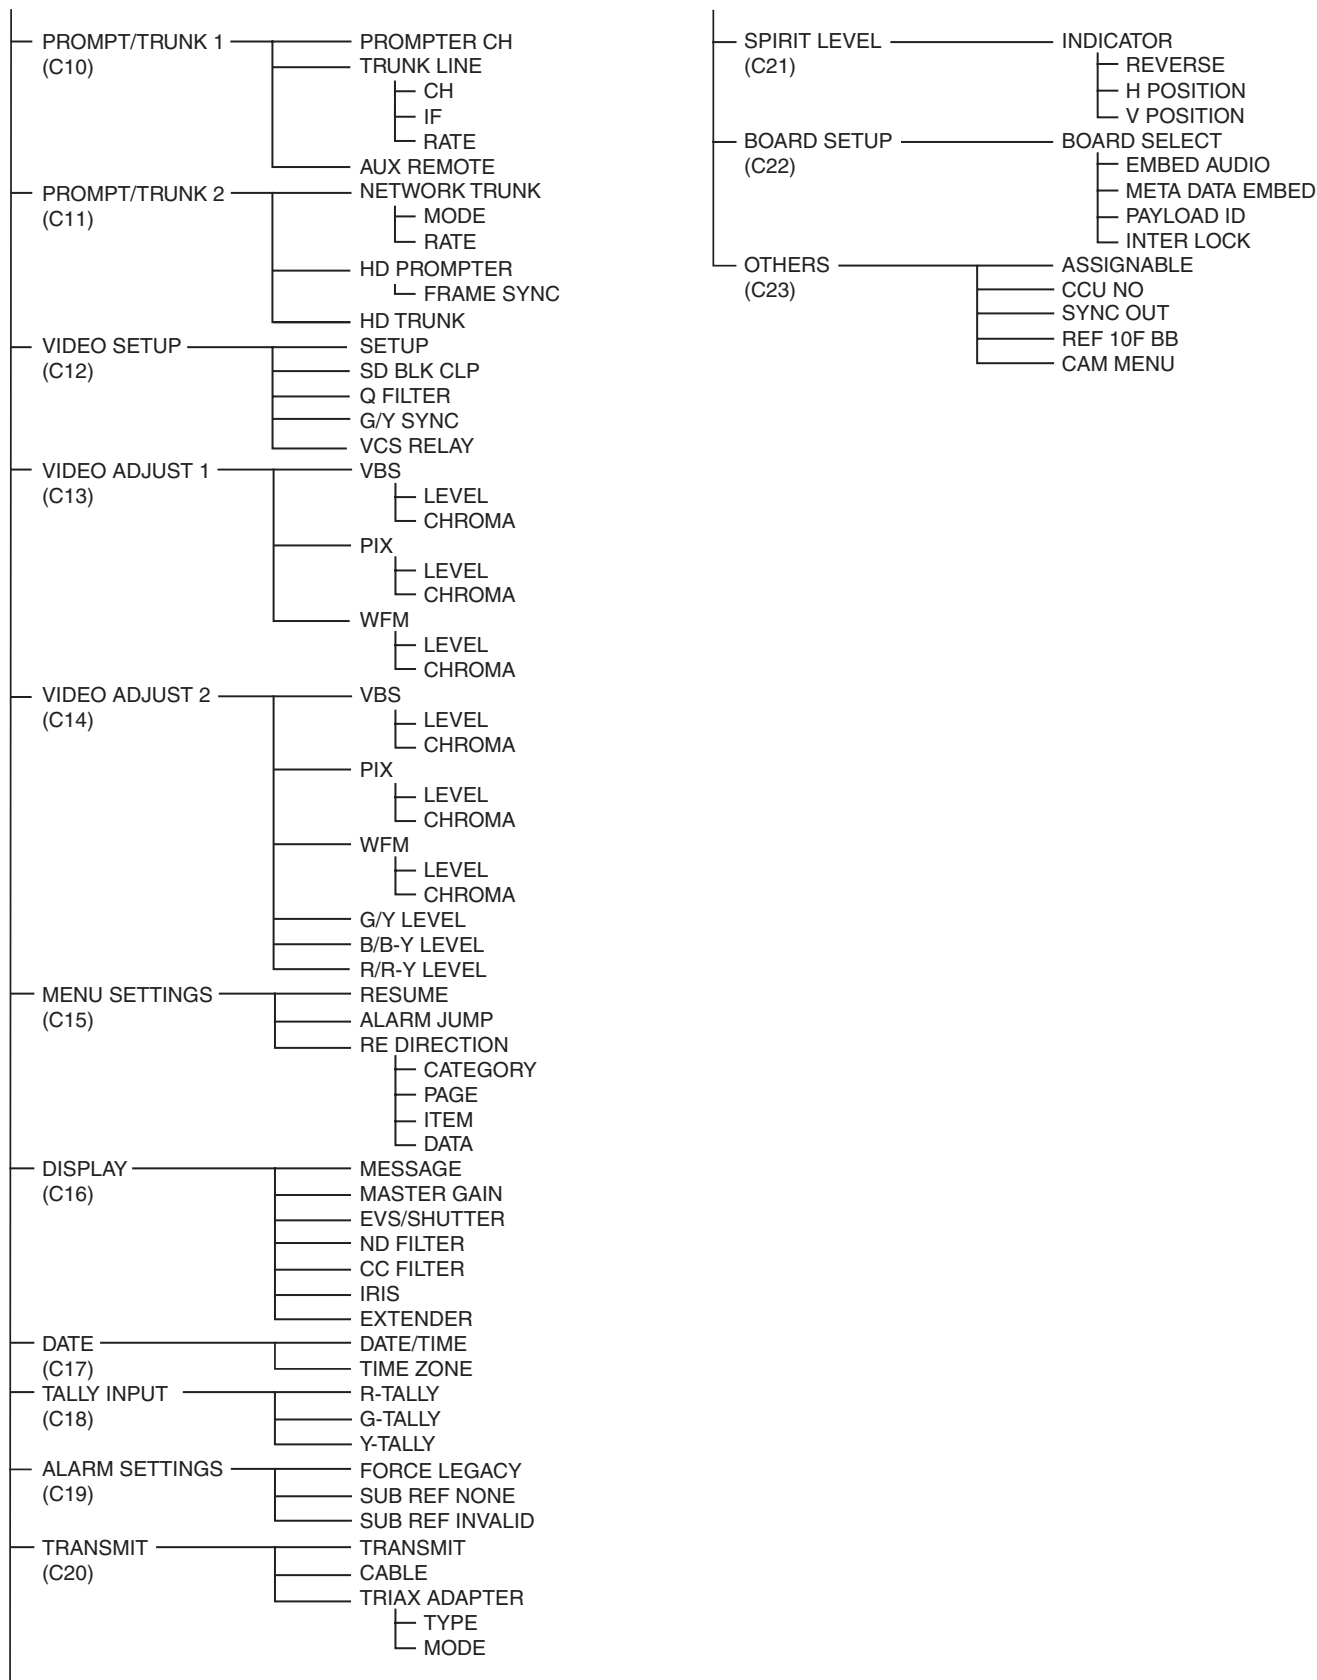 PROMPT/TRUNK 1
(C10)
PROMPTER CH
TRUNK LINE
CH
IF
RATE
AUX REMOTE
PROMPT/TRUNK 2
(C11)
NETWORK TRUNK
MODE
RATE
HD PROMPTER
FRAME SYNC
HD TRUNK
VIDEO SETUP
(C12)
SETUP
SD BLK CLP
Q FILTER
G/Y SYNC
VCS RELAY
VIDEO ADJUST 1
(C13)
VBS
LEVEL
CHROMA
PIX
LEVEL
CHROMA
WFM
LEVEL
CHROMA
VIDEO ADJUST 2
(C14)
VBS
LEVEL
CHROMA
PIX
LEVEL
CHROMA
WFM
LEVEL
CHROMA
G/Y LEVEL
B/B-Y LEVEL
R/R-Y LEVEL
MENU SETTINGS
(C15)
RESUME
ALARM JUMP
RE DIRECTION
CATEGORY
PAGE
ITEM
DATA
DISPLAY
(C16)
MESSAGE
MASTER GAIN
EVS/SHUTTER
ND FILTER
CC FILTER
IRIS
EXTENDER
DATE
(C17)
DATE/TIME
TIME ZONE
TALLY INPUT
(C18)
R-TALLY
G-TALLY
Y-TALLY
ALARM SETTINGS
(C19)
FORCE LEGACY
SUB REF NONE
SUB REF INVALID
TRANSMIT
(C20)
TRANSMIT
CABLE
TRIAX ADAPTER
TYPE
MODE
SPIRIT LEVEL
(C21)
INDICATOR
REVERSE
H POSITION
V POSITION
BOARD SETUP
(C22)
BOARD SELECT
EMBED AUDIO
META DATA EMBED
PAYLOAD ID
INTER LOCK
OTHERS
(C23)
ASSIGNABLE
CCU NO
SYNC OUT
REF 10F BB
CAM MENU